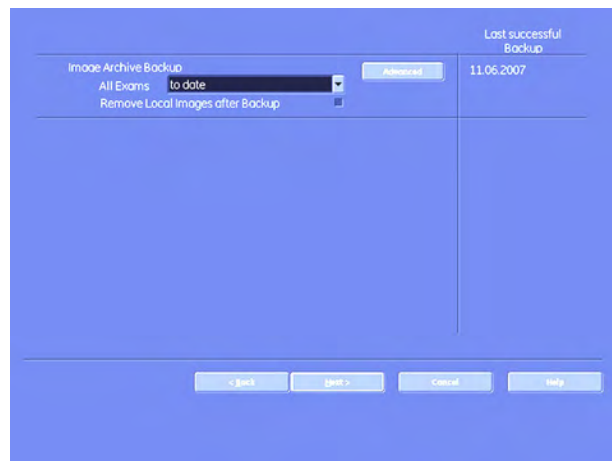 Last successful
Backup
Image Archive Backup
Advanced
11.06.2007
All Exams to date
Remove Local Images after Backup
< Back Next > Cancel Help